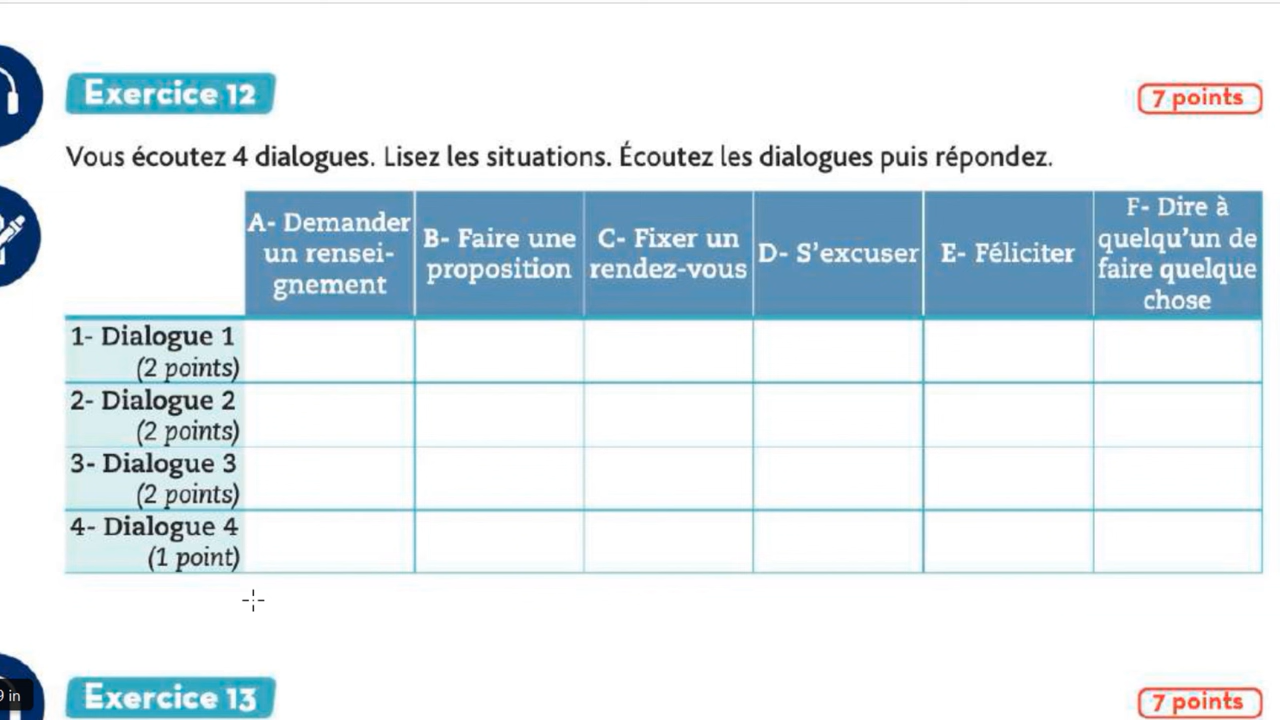 Exercice 12
7 points
Vous écoutez 4 dialogues. Lisez les situations. Écoutez les dialogues puis répondez.
A- Demander
un rensei-
gnement
B- Faire une
proposition
C- Fixer un
rendez-vous
D- S'excuser
E- Féliciter
F- Dire à
quelqu'un de
faire quelque
chose
1- Dialogue 1
(2 points)
2- Dialogue 2
(2 points)
3- Dialogue 3
(2 points)
4- Dialogue 4
(1 point)
9 in
Exercice 13
7 points